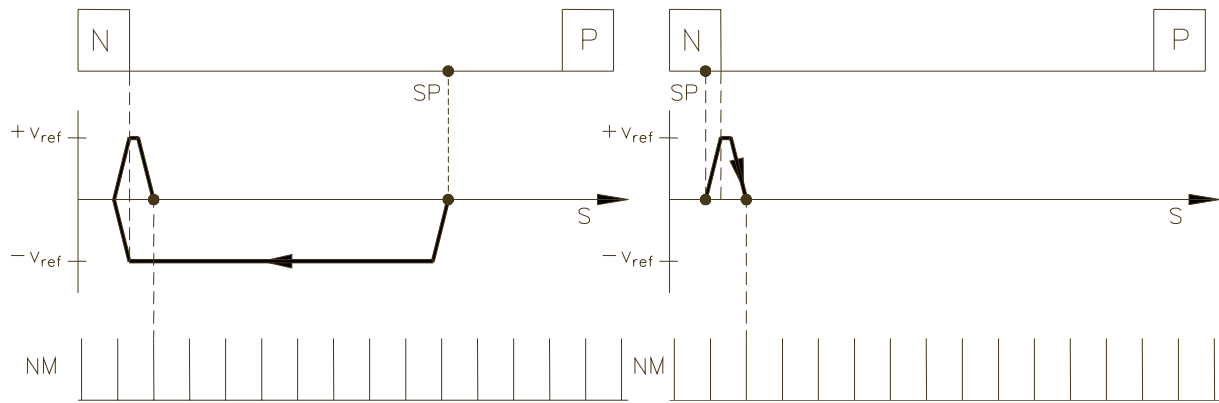 N P
SP
+ Vref
S
− Vref
NM
N P
SP
+ Vref
S
− Vref
NM